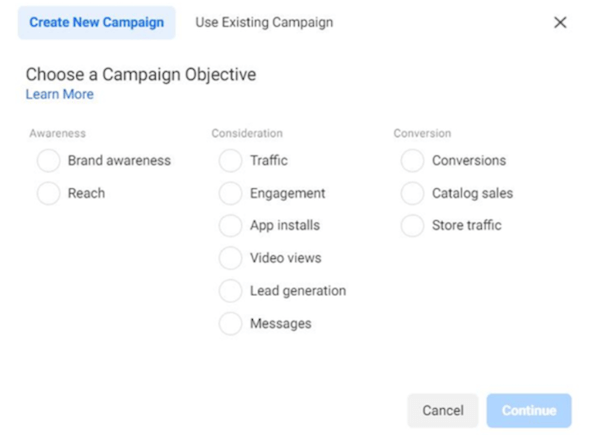 Create New Campaign
Use Existing Campaign
Choose a Campaign Objective
Learn More
Awareness
Brand awareness
Reach
Consideration
Traffic
Engagement
App installs
Video views
Lead generation
Messages
Conversion
Conversions
Catalog sales
Store traffic
Cancel
Continue